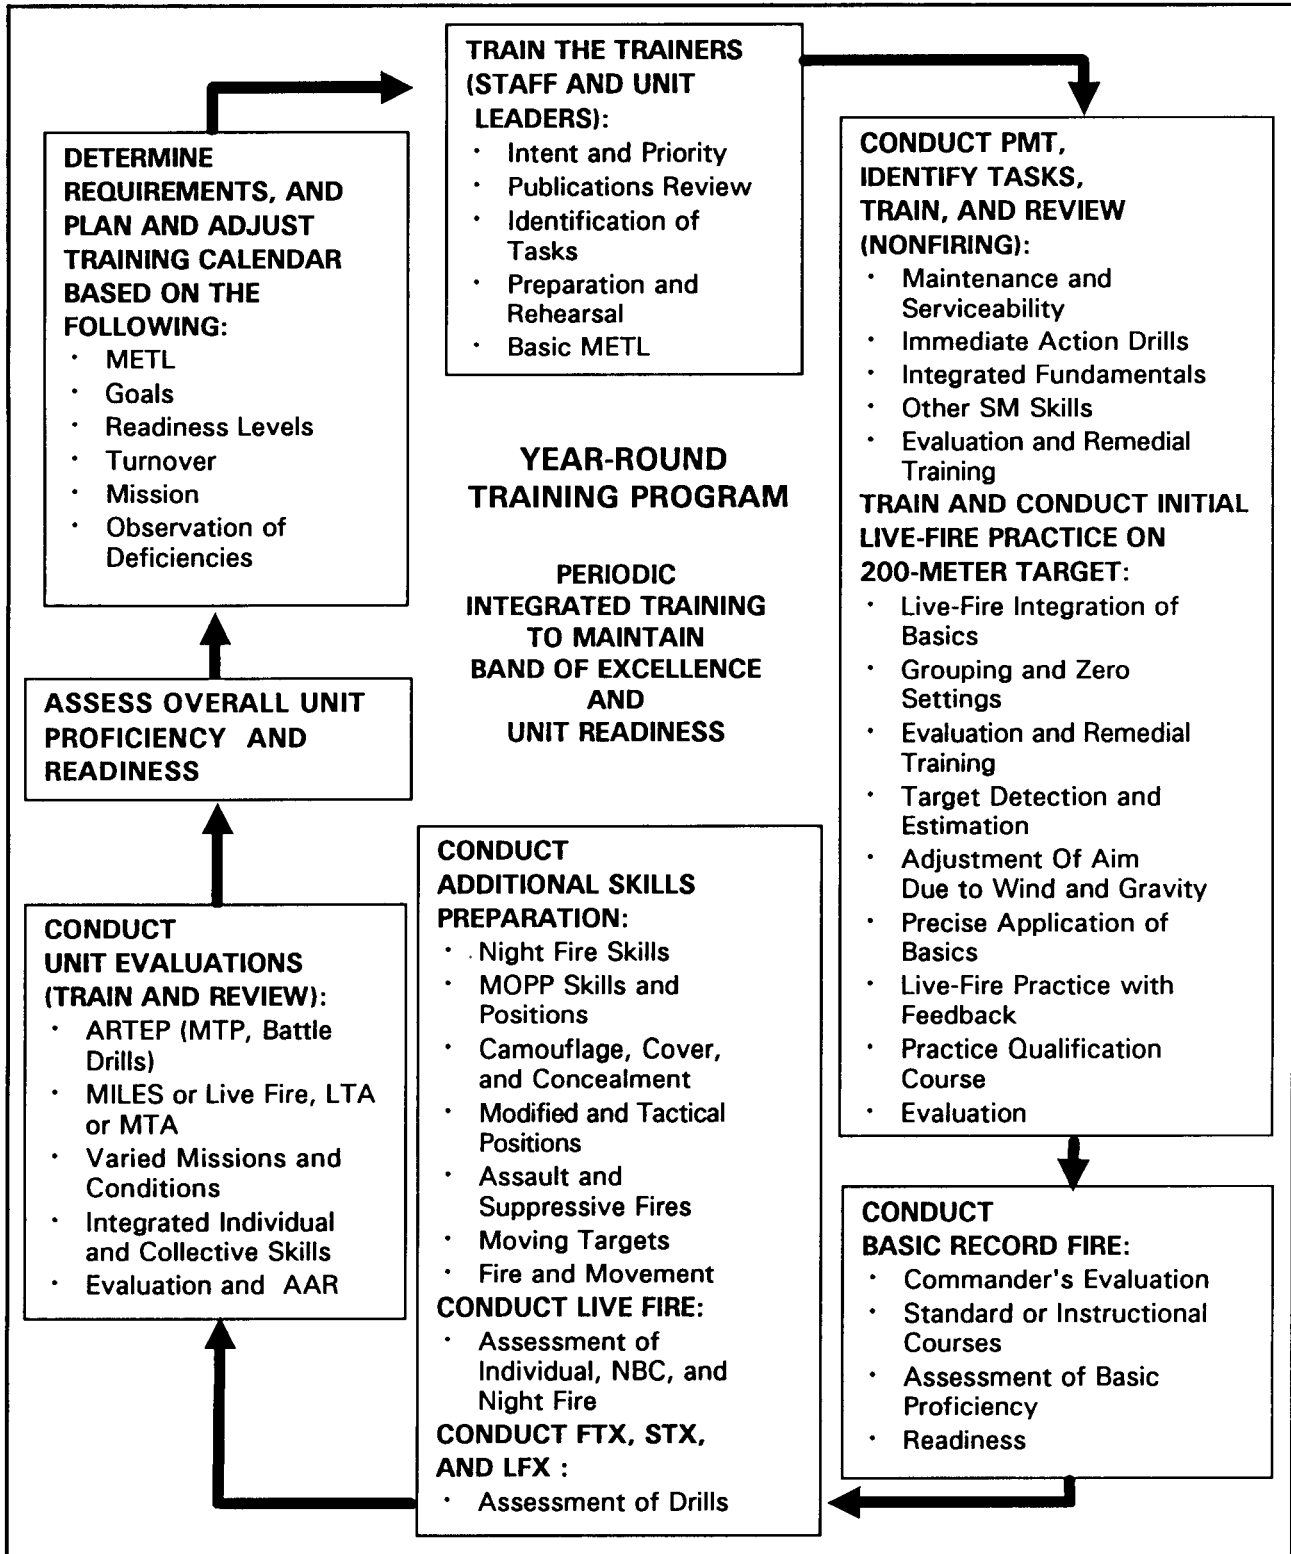 TRAIN THE TRAINERS
(STAFF AND UNIT
LEADERS):
· Intent and Priority
· Publications Review
· Identification of
Tasks
· Preparation and
Rehearsal
· Basic METL
CONDUCT PMT,
IDENTIFY TASKS,
TRAIN, AND REVIEW
(NONFIRING):
· Maintenance and
Serviceability
· Immediate Action Drills
· Integrated Fundamentals
· Other SM Skills
· Evaluation and Remedial
Training
TRAIN AND CONDUCT INITIAL
LIVE-FIRE PRACTICE ON
200-METER TARGET:
· Live-Fire Integration of
Basics
· Grouping and Zero
Settings
· Evaluation and Remedial
Training
· Target Detection and
Estimation
· Adjustment Of Aim
Due to Wind and Gravity
· Precise Application of
Basics
· Live-Fire Practice with
Feedback
· Practice Qualification
Course
· Evaluation
CONDUCT
BASIC RECORD FIRE:
· Commander's Evaluation
· Standard or Instructional
Courses
· Assessment of Basic
Proficiency
· Readiness
CONDUCT
ADDITIONAL SKILLS
PREPARATION:
· Night Fire Skills
· MOPP Skills and
Positions
· Camouflage, Cover,
and Concealment
· Modified and Tactical
Positions
· Assault and
Suppressive Fires
· Moving Targets
· Fire and Movement
CONDUCT LIVE FIRE:
· Assessment of
Individual, NBC, and
Night Fire
CONDUCT FTX, STX,
AND LFX :
· Assessment of Drills
CONDUCT
UNIT EVALUATIONS
(TRAIN AND REVIEW):
· ARTEP (MTP, Battle
Drills)
· MILES or Live Fire, LTA
or MTA
· Varied Missions and
Conditions
· Integrated Individual
and Collective Skills
· Evaluation and AAR
ASSESS OVERALL UNIT
PROFICIENCY AND
READINESS
DETERMINE
REQUIREMENTS, AND
PLAN AND ADJUST
TRAINING CALENDAR
BASED ON THE
FOLLOWING:
· METL
· Goals
· Readiness Levels
· Turnover
· Mission
· Observation of
Deficiencies
YEAR-ROUND
TRAINING PROGRAM
PERIODIC
INTEGRATED TRAINING
TO MAINTAIN
BAND OF EXCELLENCE
AND
UNIT READINESS